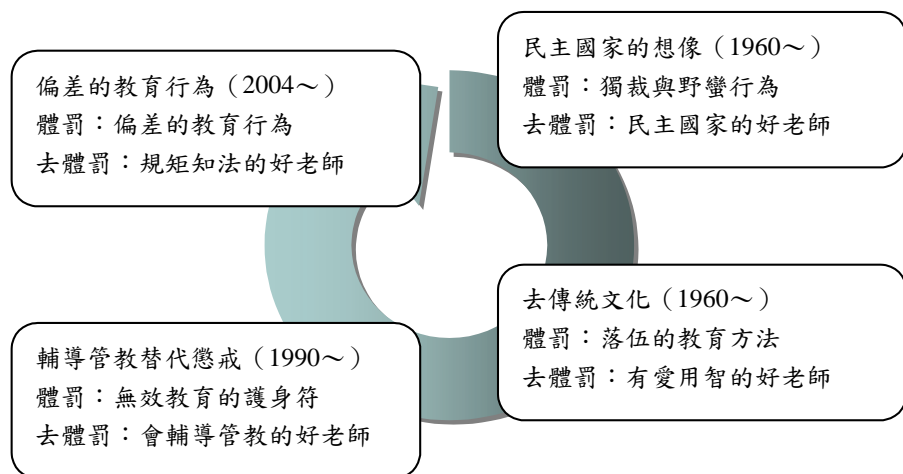 民主國家的想像（1960～）
體罰：獨裁與野蠻行為
去體罰：民主國家的好老師
去傳統文化（1960～）
體罰：落伍的教育方法
去體罰：有愛用智的好老師
輔導管教替代懲戒（1990～）
體罰：無效教育的護身符
去體罰：會輔導管教的好老師
偏差的教育行為（2004～）
體罰：偏差的教育行為
去體罰：規矩知法的好老師